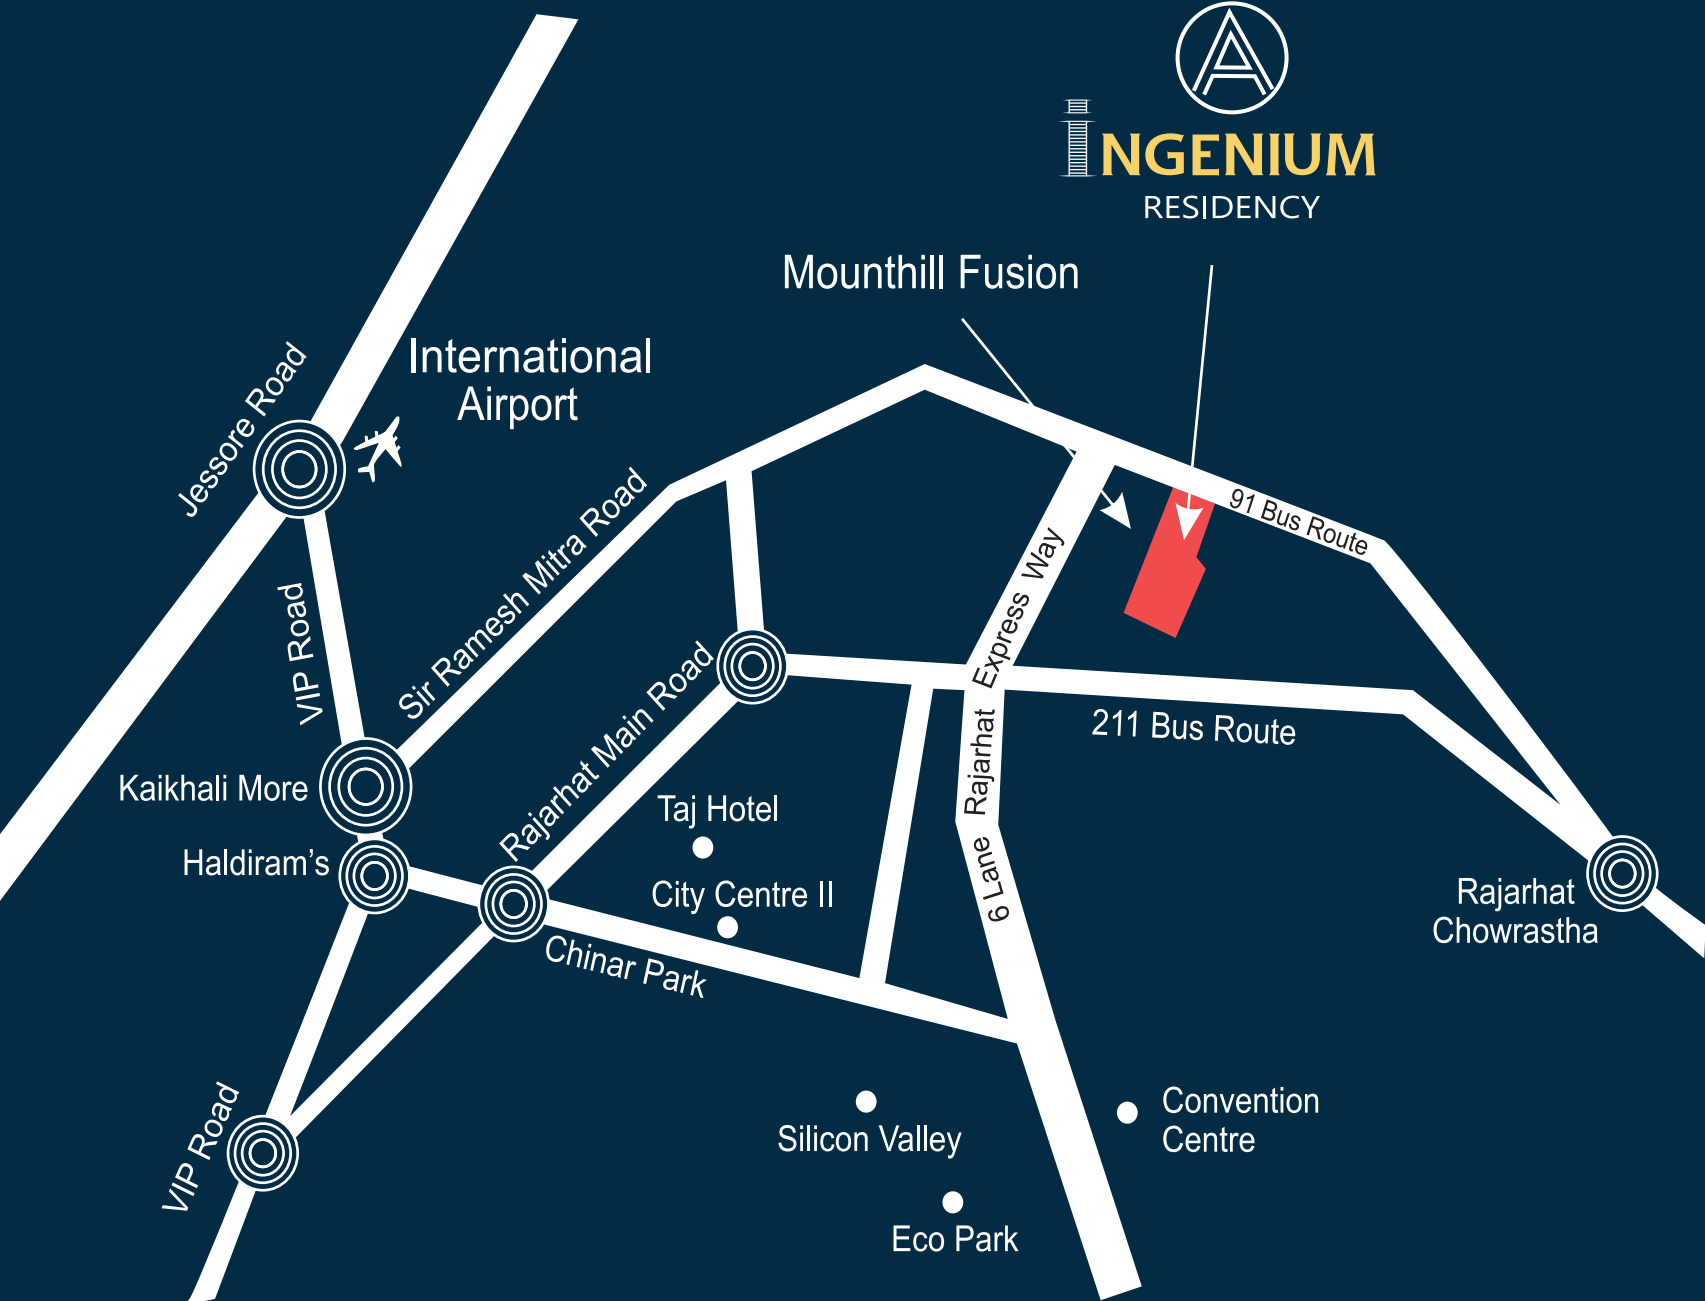 A
INGENIUM
RESIDENCY
Mounthill Fusion
International
Airport
Jessore Road
91 Bus Route
Sir Ramesh Mitra Road
VIP Road
6 Lane Rajarhat Express Way
Rajarhat Main Road
211 Bus Route
Kaikhali More
Taj Hotel
Haldiram's
City Centre II
Rajarhat
Chowrastha
Chinar Park
VIP Road
Convention
Centre
Silicon Valley
Eco Park